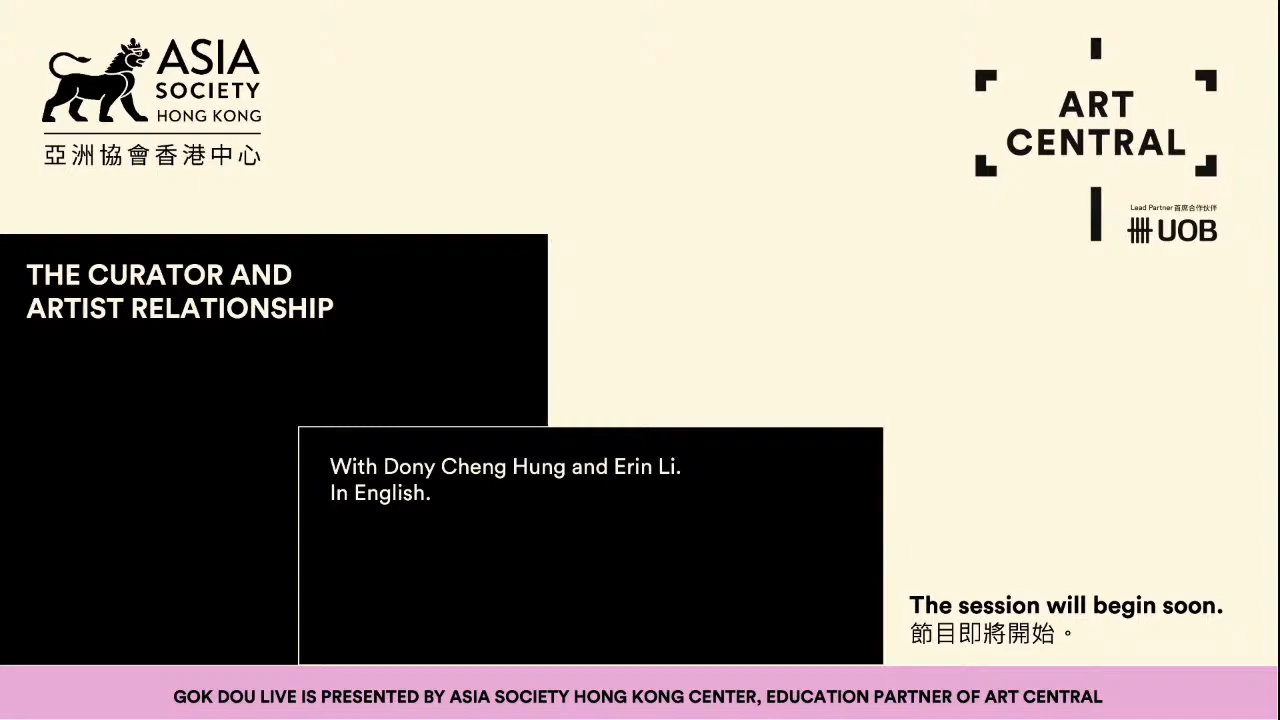 ASIA
SOCIETY
HONG KONG
亞洲協會香港中心
ART
CENTRAL
Lead Partner 首席合作伙伴
UOB
THE CURATOR AND
ARTIST RELATIONSHIP
With Dony Cheng Hung and Erin Li.
In English.
The session will begin soon.
節目即將開始。
GOK DOU LIVE IS PRESENTED BY ASIA SOCIETY HONG KONG CENTER, EDUCATION PARTNER OF ART CENTRAL